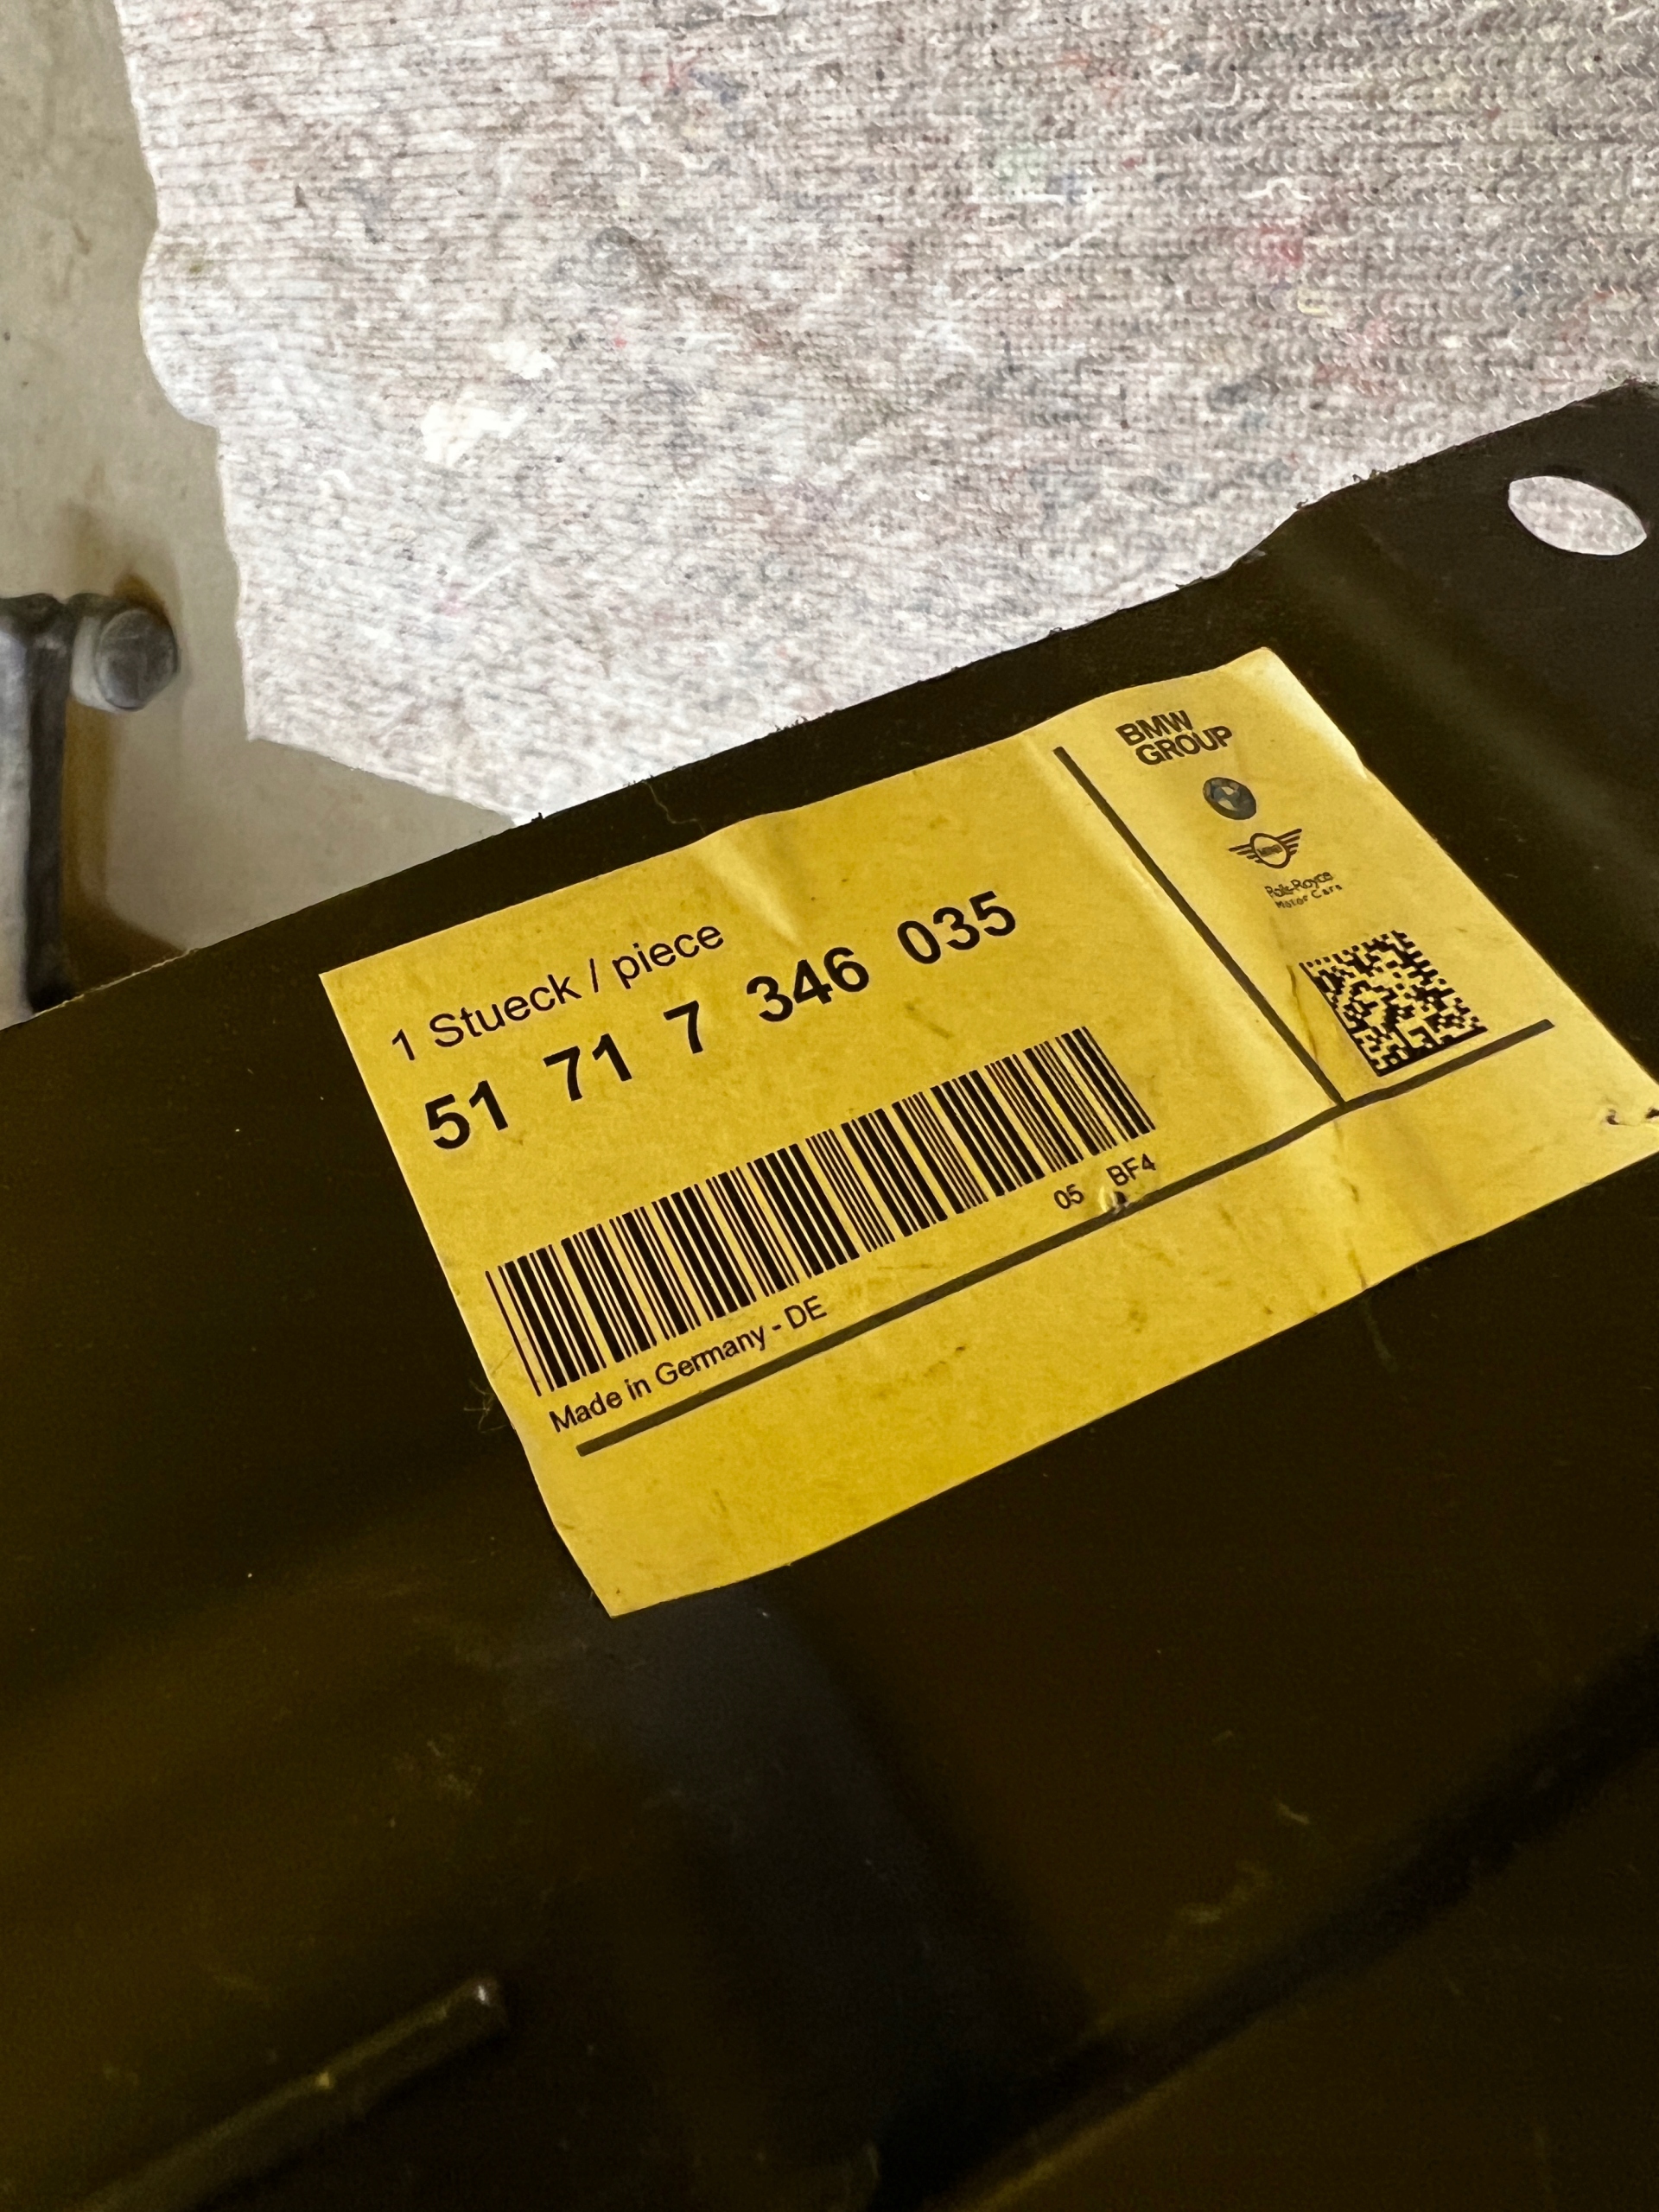 1 Stueck / piece
51 71 7 346 035
05 BF4
Made in Germany - DE
BMW
GROUP
MINI
Rolls-Royce
Motor Cars